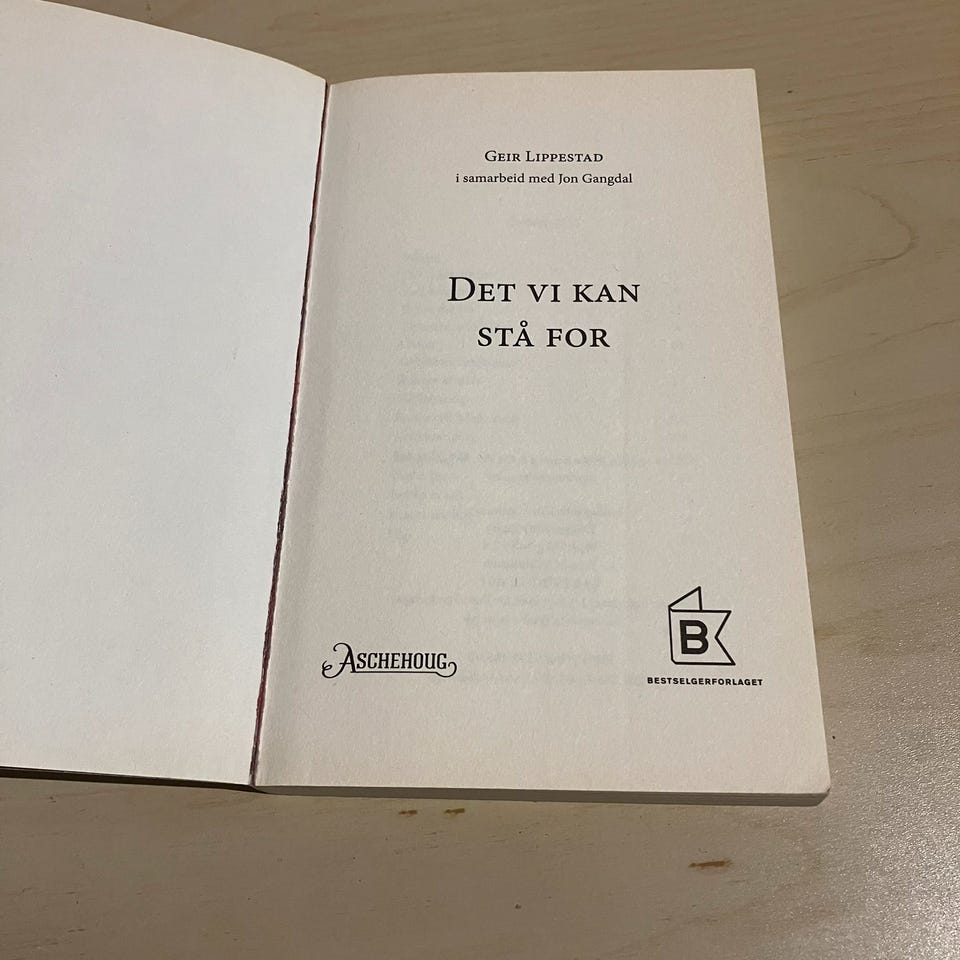 Geir Lippestad
i samarbeid med Jon Gangdal
Det vi kan
stå for
Aschehoug
B
BESTSELGERFORLAGET